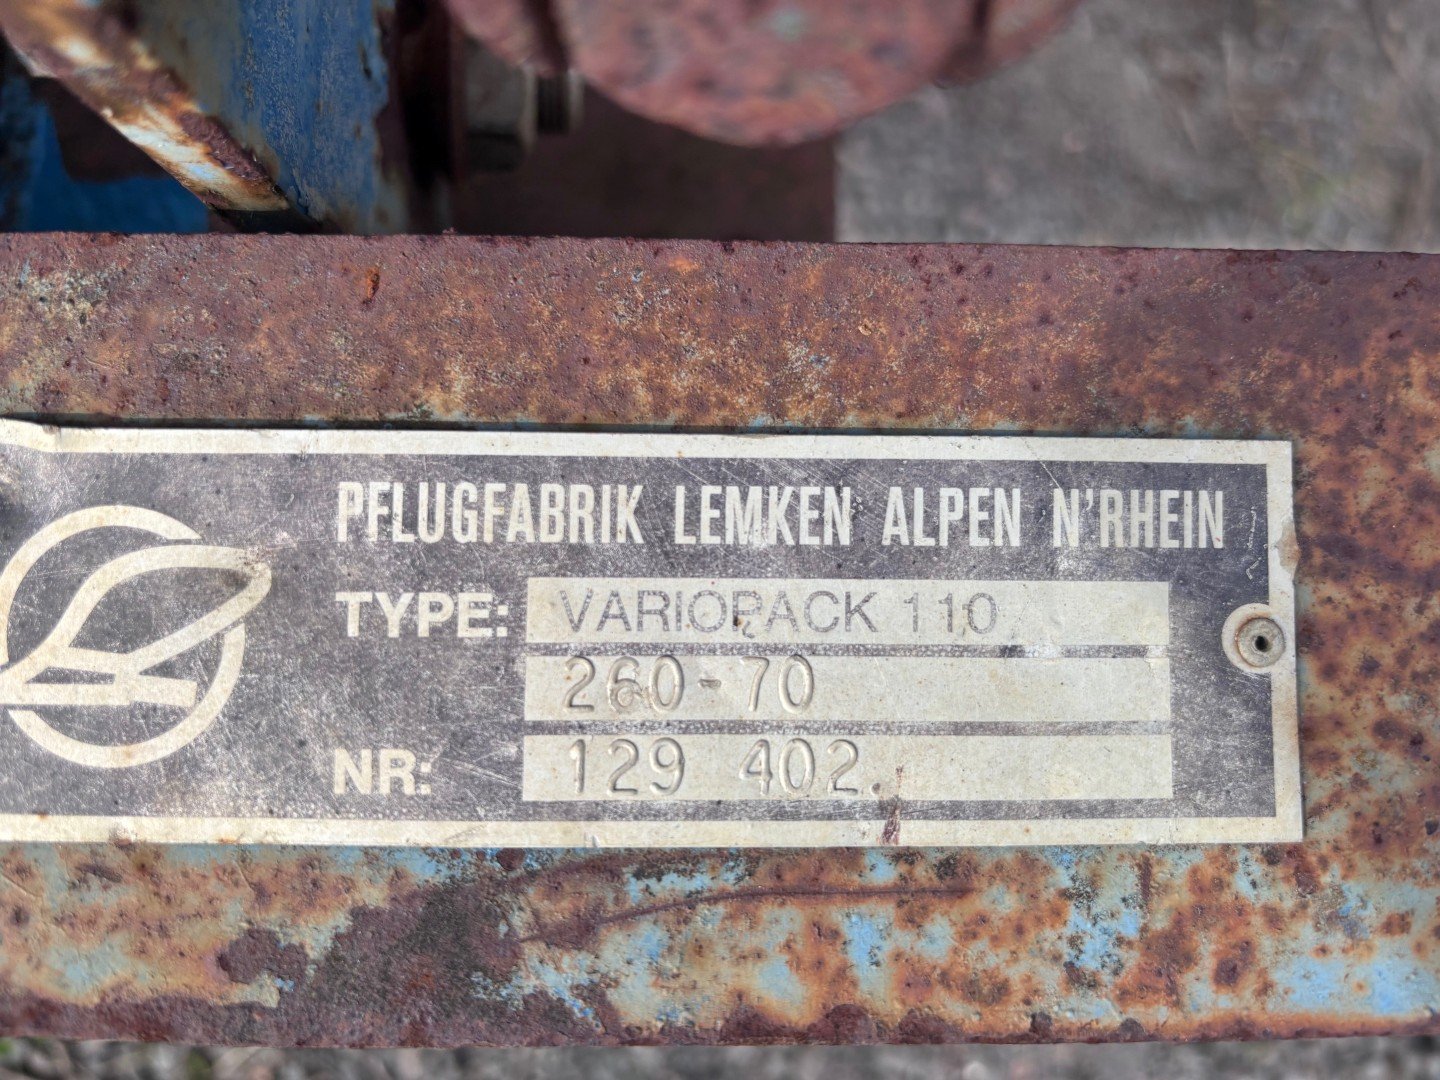 PFLUGFABRIK LEMKEN ALPEN N'RHEIN
TYPE: VARIOPACK 110
260-70
NR: 129 402